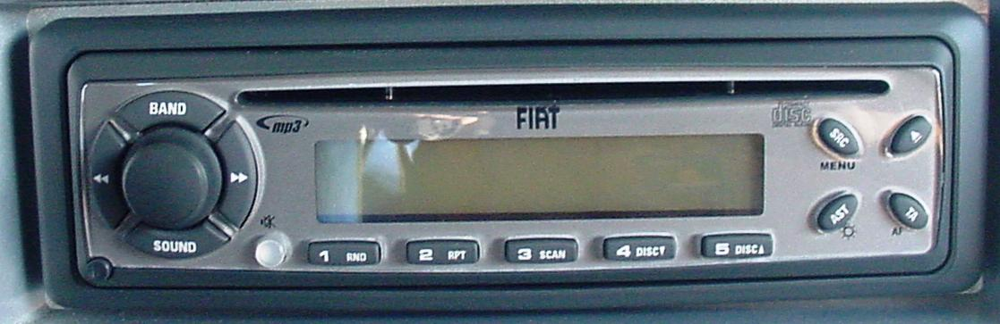 BAND
mp3
FIAT
disc
SRC
MENU
SOUND
AST
TA
AF
1 RND
2 RPT
3 SCAN
4 DISC▼
5 DISC▲